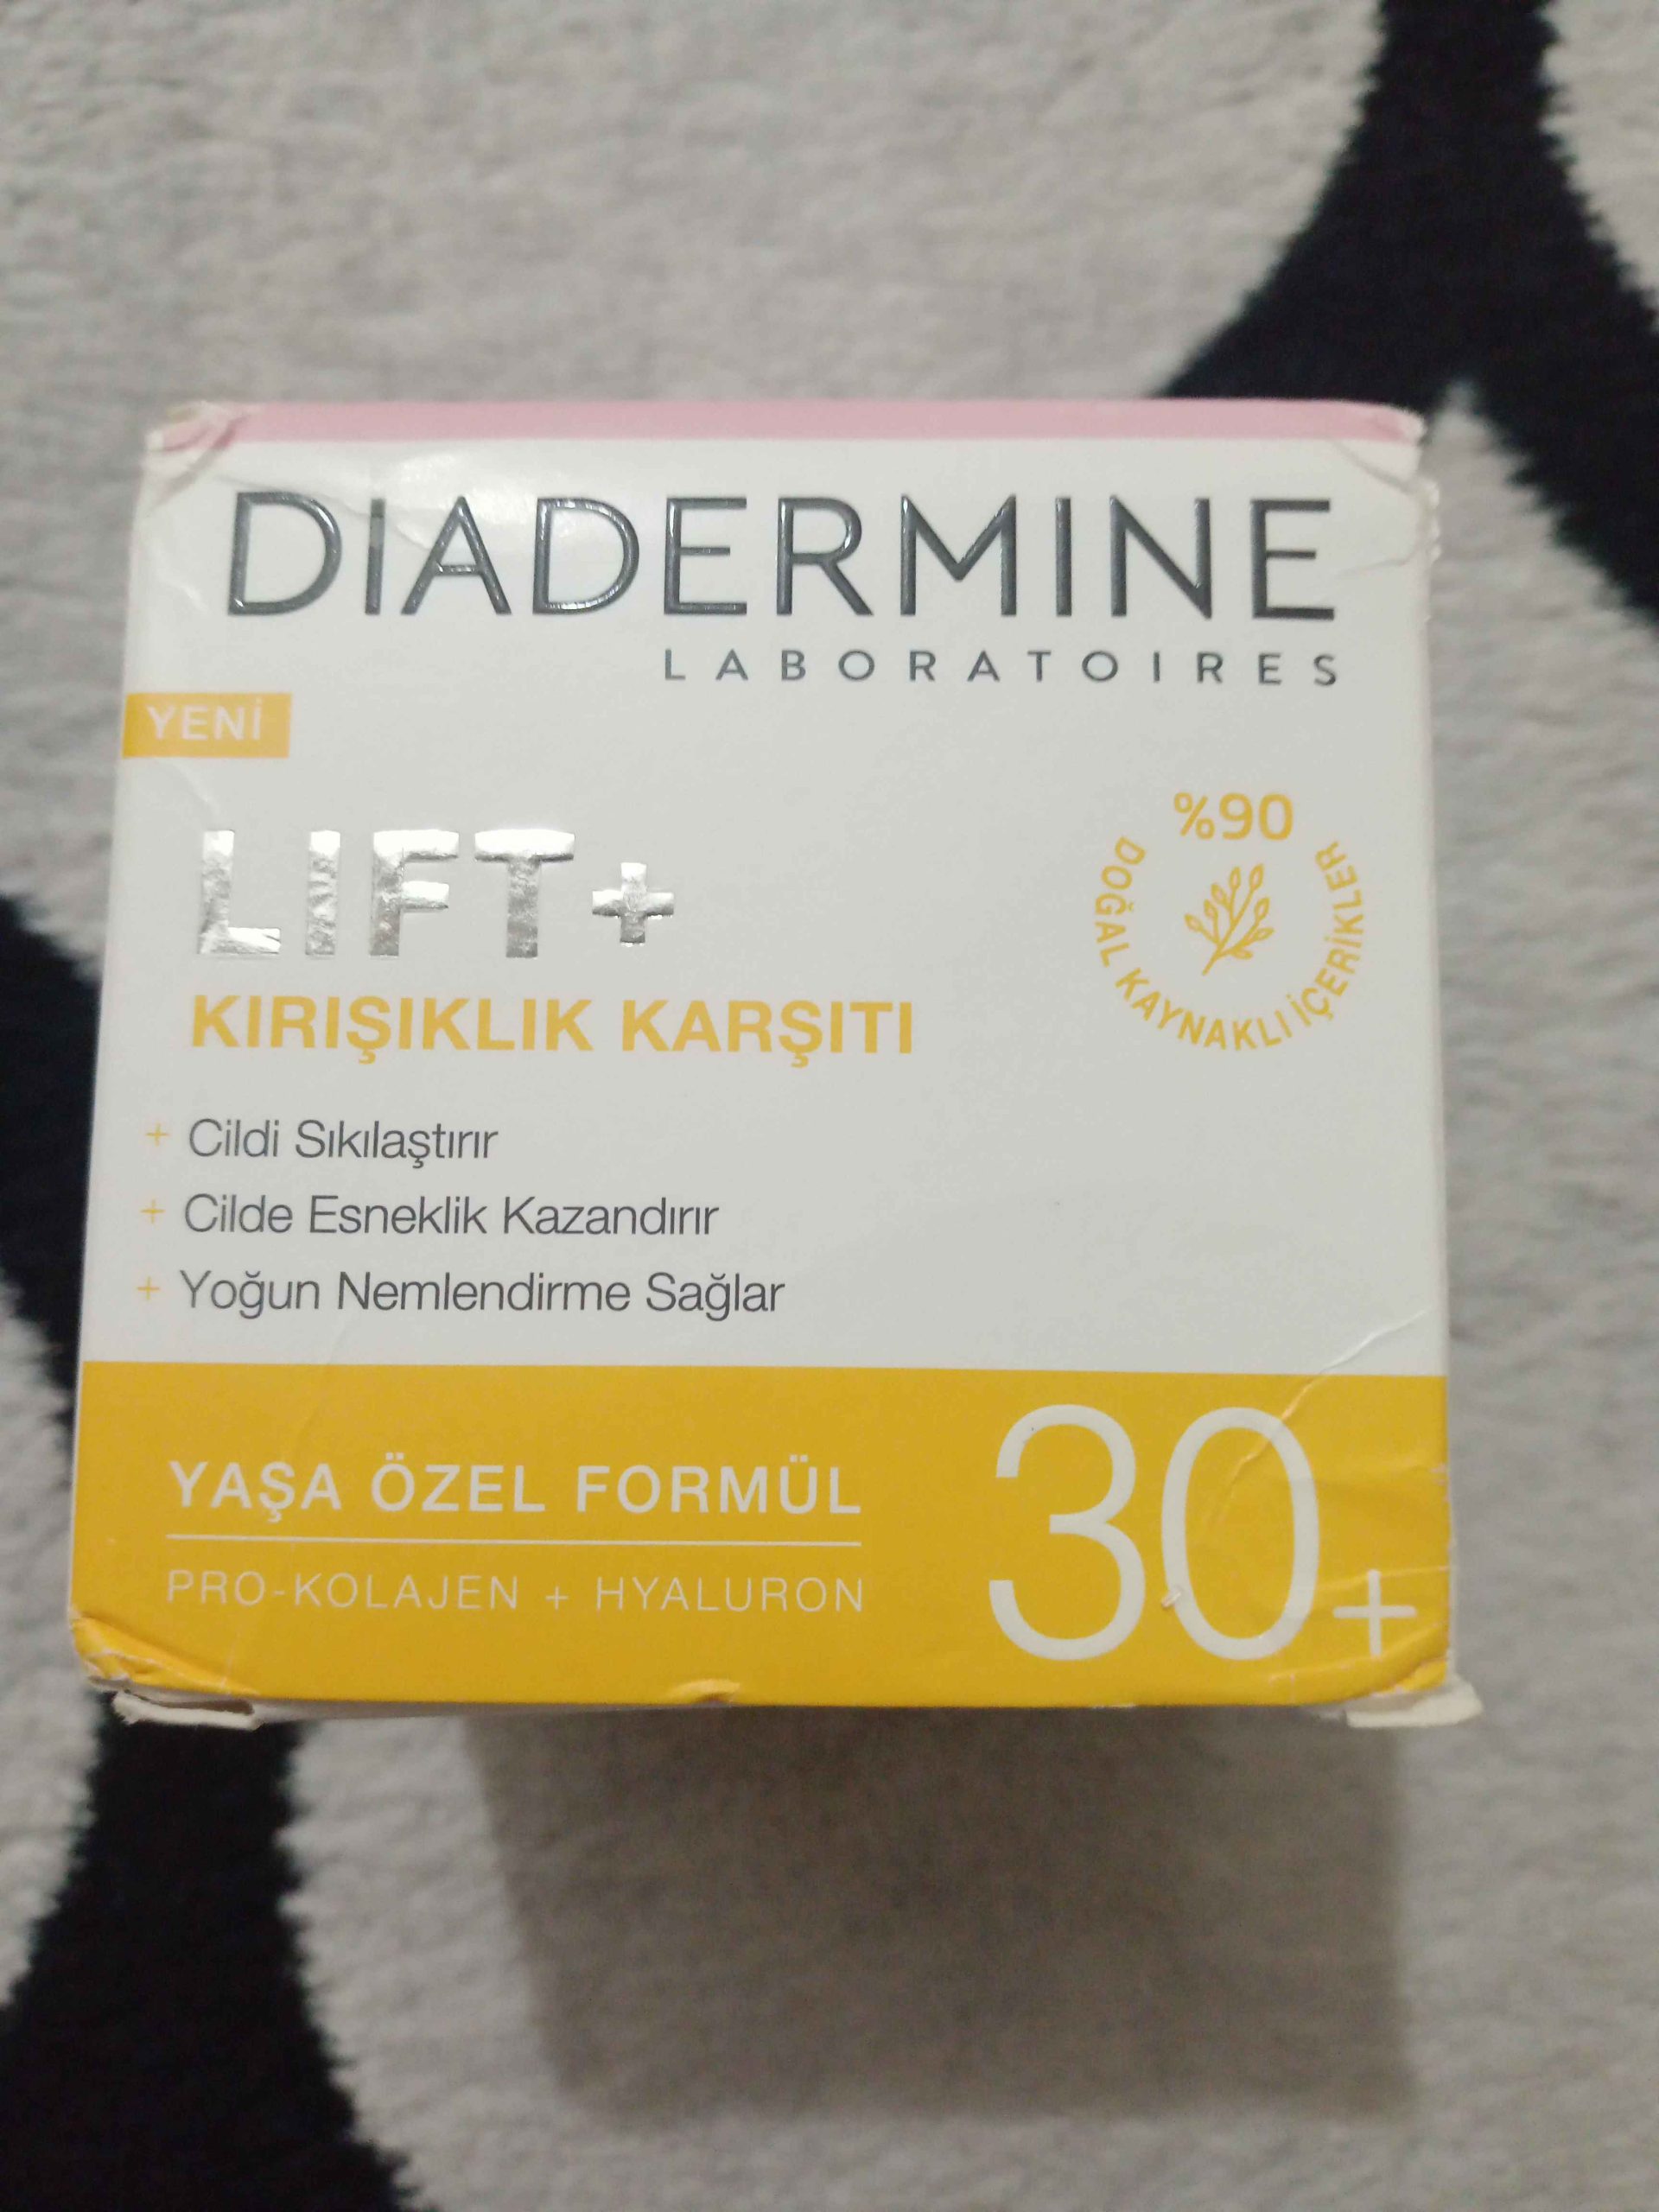 DIADERMINE
LABORATOIRES
YENİ
LIFT+
KIRIŞIKLIK KARŞITI
%90
DOĞAL KAYNAKLI İÇERİKLER
+ Cildi Sıkılaştırır
+ Cilde Esneklik Kazandırır
+ Yoğun Nemlendirme Sağlar
YAŞA ÖZEL FORMÜL
PRO-KOLAJEN + HYALURON
30+